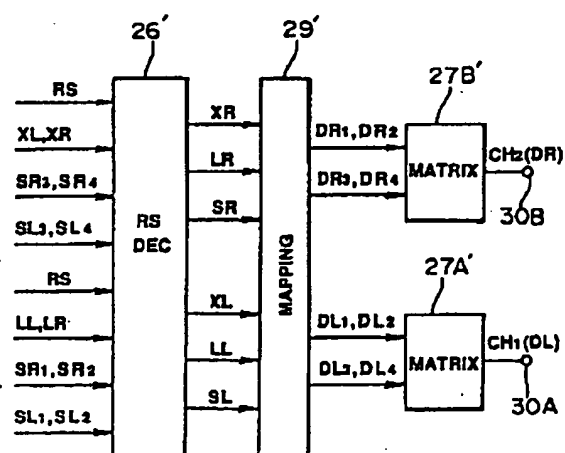 26'
29'
RS
XL,XR
SR3,SR4
SL3,SL4
RS
LL,LR
SR1,SR2
SL1,SL2
RS
DEC
XR
LR
SR
XL
LL
SL
MAPPING
27B'
DR1,DR2
DR3,DR4
MATRIX
CH2(DR)
30B
27A'
DL1,DL2
DL3,DL4
MATRIX
CH1(DL)
30A